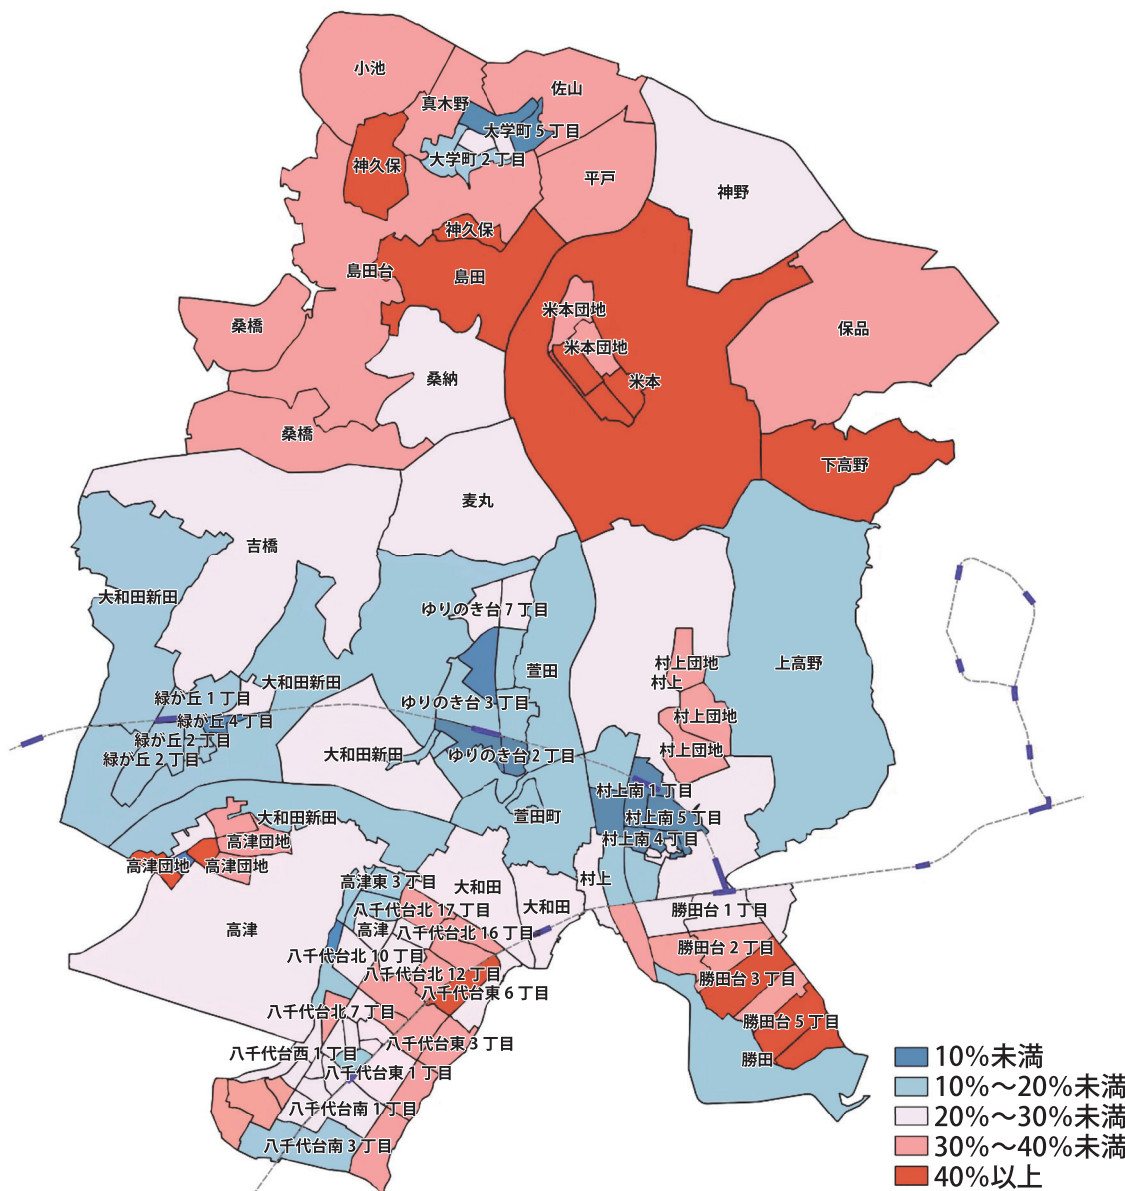 小池
佐山
真木野
大学町 5 丁目
大学町 2 丁目
神久保
平戸
神野
神久保
島田台
島田
米本団地
桑橋
保品
米本団地
桑納
米本
桑橋
下高野
麦丸
吉橋
大和田新田
ゆりのき台 7 丁目
村上団地
上高野
萱田
村上
大和田新田
緑が丘 1 丁目
ゆりのき台 3 丁目
村上団地
緑が丘 4 丁目
緑が丘 2 丁目
村上団地
大和田新田
ゆりのき台 2 丁目
緑が丘 2 丁目
村上南 1 丁目
大和田新田
萱田町
村上南 5 丁目
村上南 4 丁目
高津団地
高津団地
高津団地
村上
高津東 3 丁目
大和田
大和田
八千代台北 17 丁目
勝田台 1 丁目
高津
高津
八千代台北 16 丁目
勝田台 2 丁目
八千代台北 10 丁目
八千代台北 12 丁目
勝田台 3 丁目
八千代台東 6 丁目
八千代台北 7 丁目
勝田台 5 丁目
八千代台東 3 丁目
八千代台西 1 丁目
勝田
八千代台東 1 丁目
八千代台南 1 丁目
八千代台南 3 丁目
10%未満
10%～20%未満
20%～30%未満
30%～40%未満
40%以上